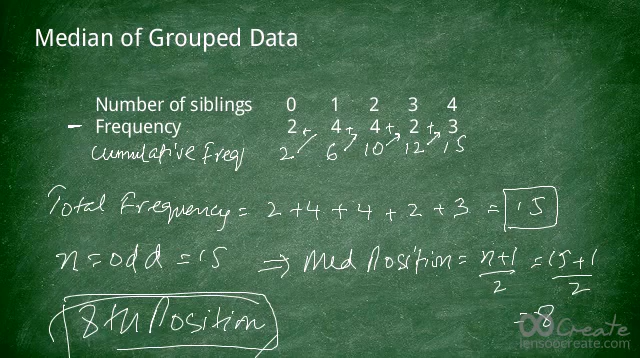 Median of Grouped Data
Number of siblings 0 1 2 3 4
– Frequency 2 + 4 + 4 + 2 + 3
Cumulative Freq 2 6 10 12 15
Total Frequency = 2 + 4 + 4 + 2 + 3 = 15
n = odd = 15 ⇒ Med Position = n+1/2 = 15+1/2
= 8
8th Position
Create
lensoocreate.com